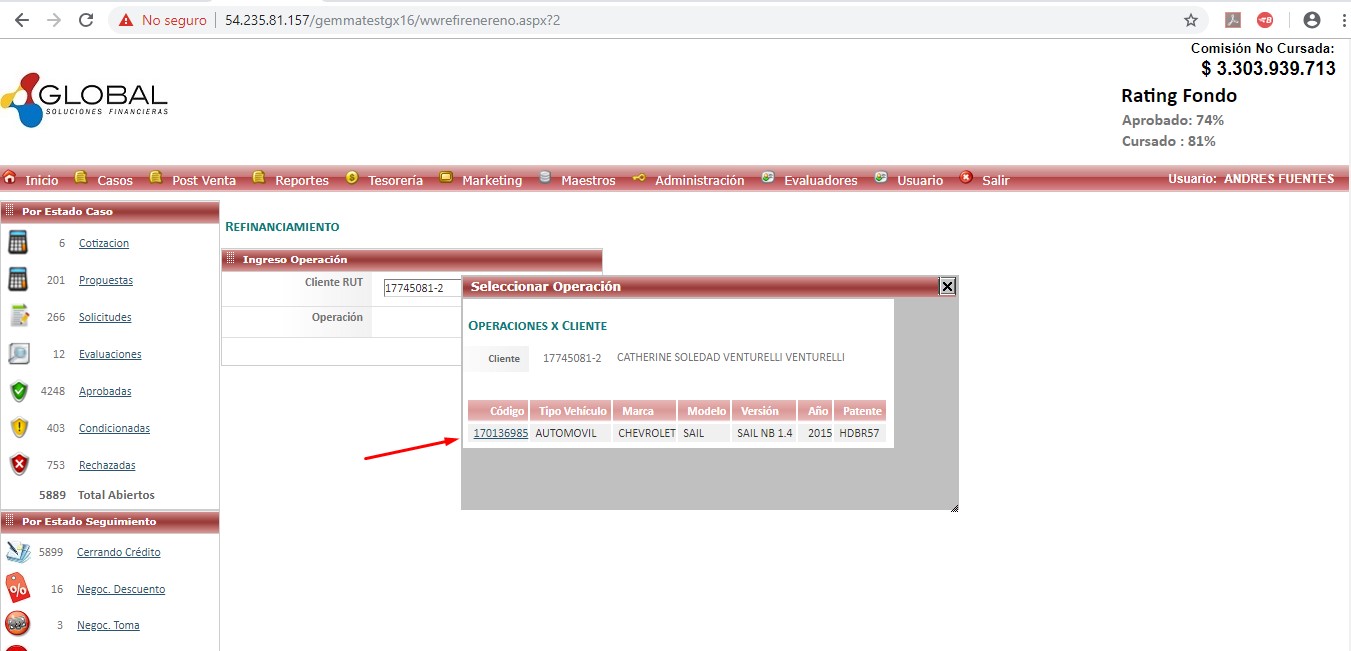 No seguro
54.235.81.157/gemmatestgx16/wwrefirenereno.aspx?2
Comisión No Cursada:
$ 3.303.939.713
Rating Fondo
Aprobado: 74%
Cursado : 81%
GLOBAL
SOLUCIONES FINANCIERAS
Inicio Casos Post Venta Reportes Tesorería Marketing Maestros Administración Evaluadores Usuario Salir Usuario: ANDRES FUENTES
Por Estado Caso
6 Cotizacion
201 Propuestas
266 Solicitudes
12 Evaluaciones
4248 Aprobadas
403 Condicionadas
753 Rechazadas
5889 Total Abiertos
Por Estado Seguimiento
5899 Cerrando Crédito
16 Negoc. Descuento
3 Negoc. Toma
REFINANCIAMIENTO
Ingreso Operación
Cliente RUT 17745081-2
Operación
Seleccionar Operación
OPERACIONES X CLIENTE
Cliente 17745081-2 CATHERINE SOLEDAD VENTURELLI VENTURELLI
Código Tipo Vehículo Marca Modelo Versión Año Patente
170136985 AUTOMOVIL CHEVROLET SAIL SAIL NB 1.4 2015 HDBR57